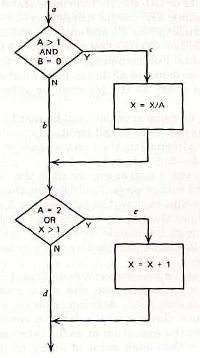 a
A > 1
AND
B = 0
Y
c
N
X = X/A
b
A = 2
OR
X > 1
Y
e
N
X = X + 1
d